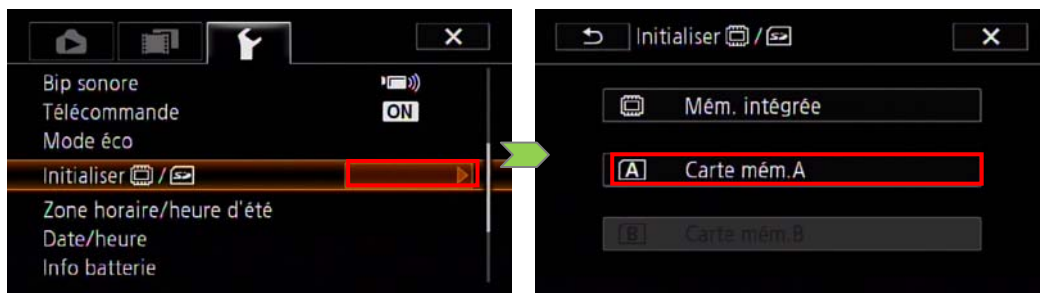 Bip sonore
Télécommande ON
Mode éco
Initialiser /
Zone horaire/heure d'été
Date/heure
Info batterie
Initialiser /
Mém. intégrée
A Carte mém.A
B Carte mém.B